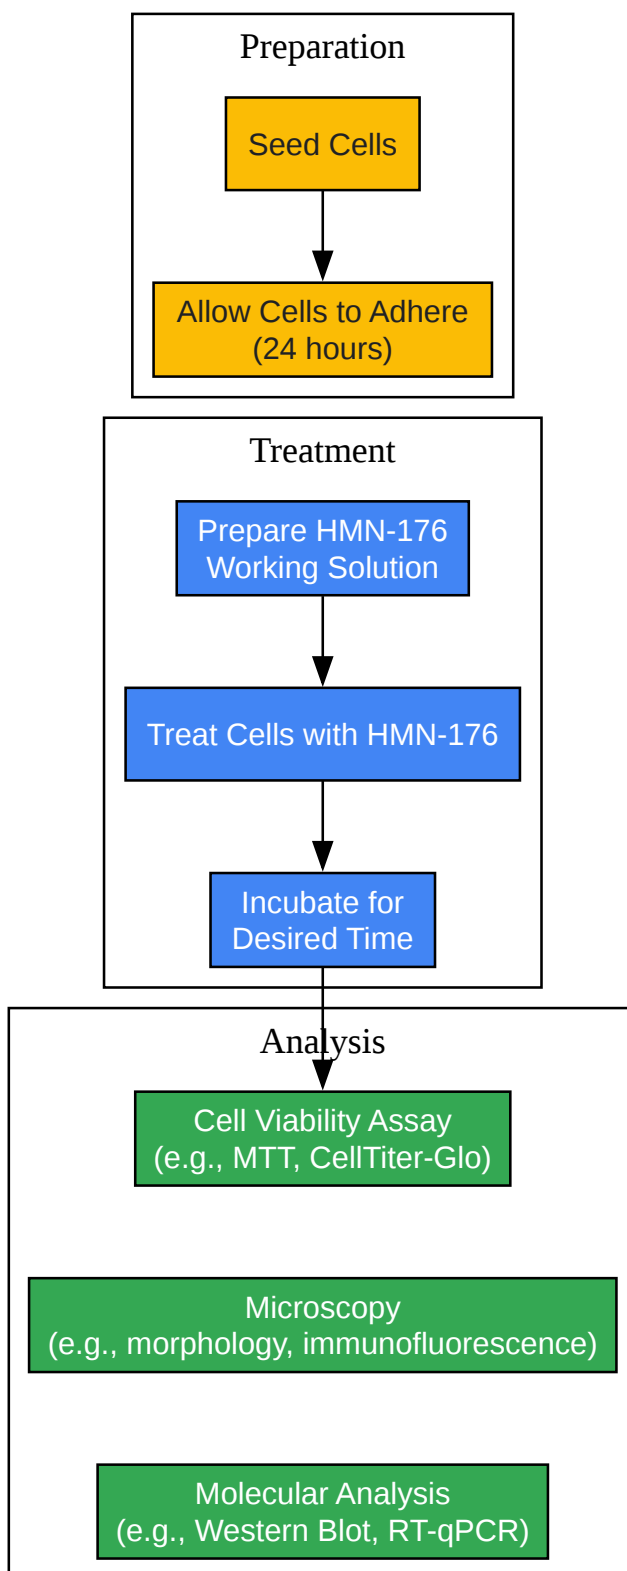 Preparation
Seed Cells
Allow Cells to Adhere
(24 hours)
Treatment
Prepare HMN-176
Working Solution
Treat Cells with HMN-176
Incubate for
Desired Time
Analysis
Cell Viability Assay
(e.g., MTT, CellTiter-Glo)
Microscopy
(e.g., morphology, immunofluorescence)
Molecular Analysis
(e.g., Western Blot, RT-qPCR)